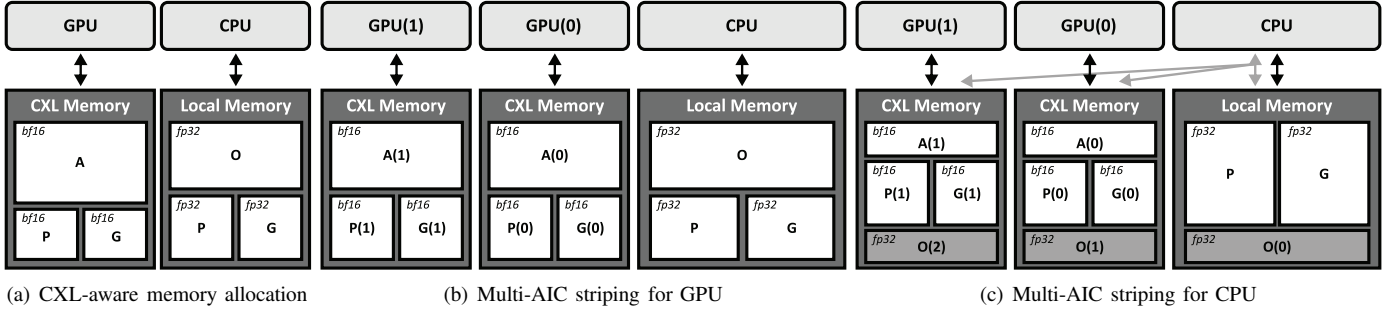 GPU CPU GPU(1) GPU(0) CPU GPU(1) GPU(0) CPU
CXL Memory Local Memory CXL Memory CXL Memory Local Memory CXL Memory CXL Memory Local Memory
bf16 fp32 bf16 bf16 fp32 bf16 bf16 fp32 fp32
A O A(1) A(0) O A(1) A(0)
bf16 bf16 bf16 bf16
P(1) G(1) P(0) G(0) P G
bf16 bf16 fp32 fp32 bf16 bf16 bf16 bf16 fp32 fp32
P G P G P(1) G(1) P(0) G(0) P G
fp32 fp32 fp32
O(2) O(1) O(0)
(a) CXL-aware memory allocation (b) Multi-AIC striping for GPU (c) Multi-AIC striping for CPU